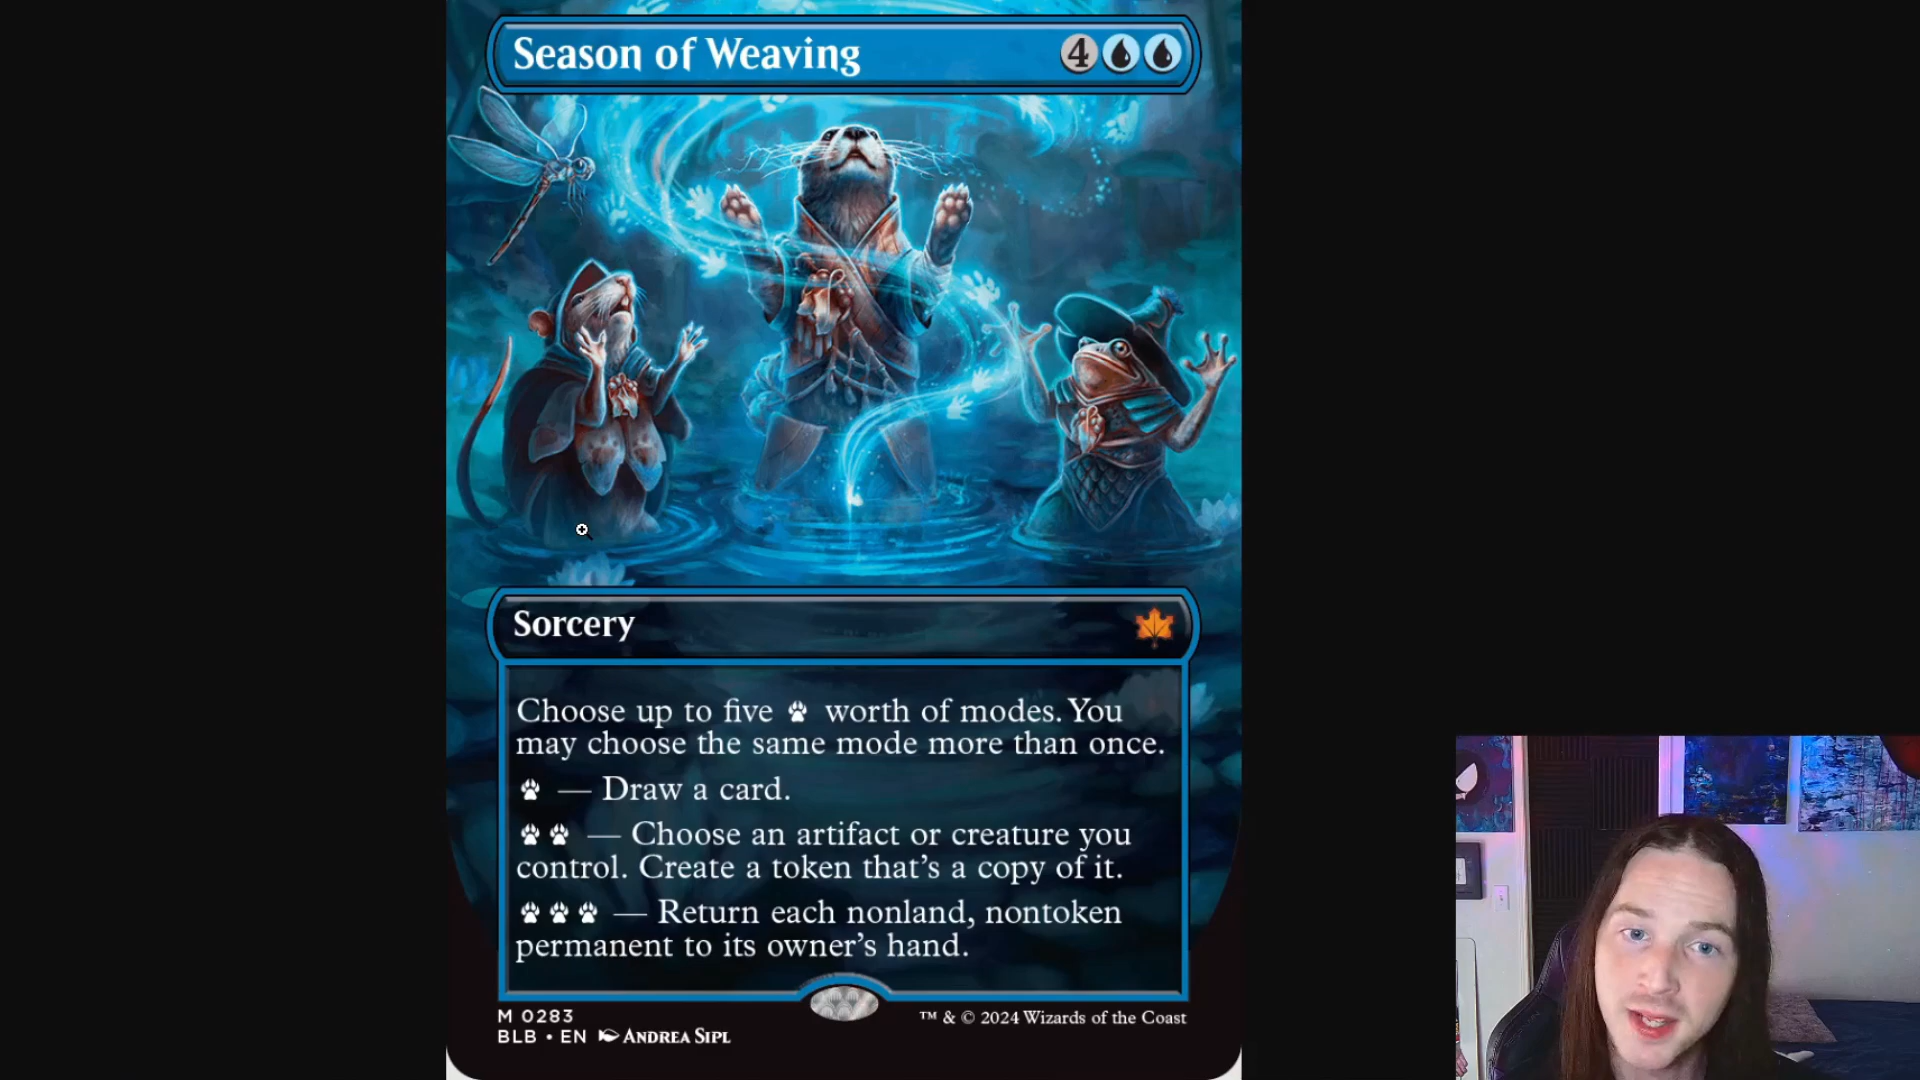 Season of Weaving 4
Sorcery
Choose up to five worth of modes. You
may choose the same mode more than once.
— Draw a card.
— Choose an artifact or creature you
control. Create a token that's a copy of it.
— Return each nonland, nontoken
permanent to its owner's hand.
M 0283
BLB • EN ANDREA SIPL
™ & © 2024 Wizards of the Coast